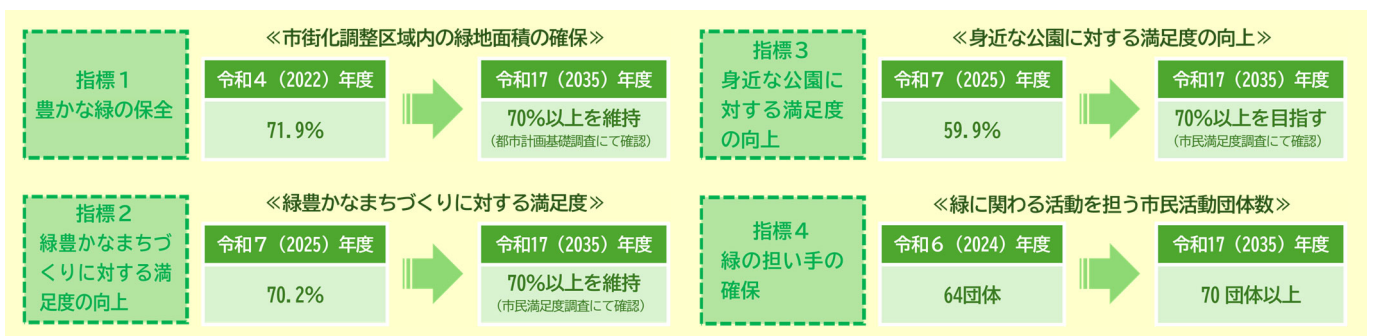 指標1
豊かな緑の保全
≪市街化調整区域内の緑地面積の確保≫
令和4(2022)年度
71.9%
令和17(2035)年度
70%以上を維持
(都市計画基礎調査にて確認)
指標2
緑豊かなまちづ
くりに対する満
足度の向上
≪緑豊かなまちづくりに対する満足度≫
令和7(2025)年度
70.2%
令和17(2035)年度
70%以上を維持
(市民満足度調査にて確認)
指標3
身近な公園に
対する満足度
の向上
≪身近な公園に対する満足度の向上≫
令和7(2025)年度
59.9%
令和17(2035)年度
70%以上を目指す
(市民満足度調査にて確認)
指標4
緑の担い手の
確保
≪緑に関わる活動を担う市民活動団体数≫
令和6(2024)年度
64団体
令和17(2035)年度
70団体以上